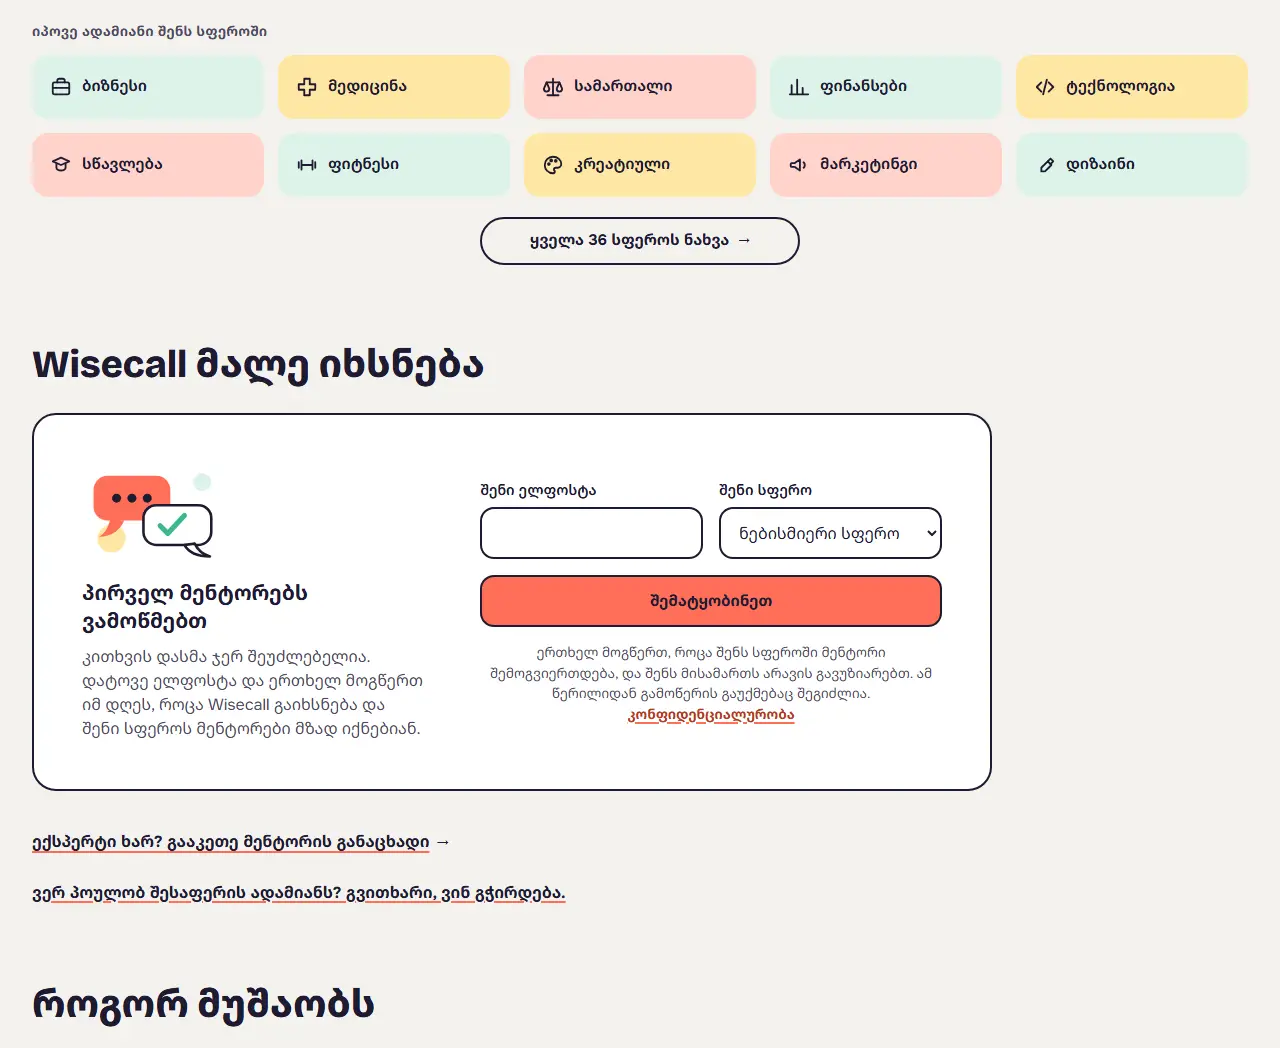 იპოვე ადამიანი შენს სფეროში
ბიზნესი
მედიცინა
სამართალი
ფინანსები
ტექნოლოგია
სწავლება
ფიტნესი
კრეატიული
მარკეტინგი
დიზაინი
ყველა 36 სფეროს ნახვა →
Wisecall მალე იხსნება
შენი ელფოსტა
შენი სფერო
ნებისმიერი სფერო
შემატყობინეთ
პირველ მენტორებს
ვამოწმებთ
კითხვის დასმა ჯერ შეუძლებელია.
დატოვე ელფოსტა და ერთხელ მოგწერთ
იმ დღეს, როცა Wisecall გაიხსნება და
შენი სფეროს მენტორები მზად იქნებიან.
ერთხელ მოგწერთ, როცა შენს სფეროში მენტორი
შემოგვიერთდება, და შენს მისამართს არავის გავუზიარებთ. ამ
წერილიდან გამოწერის გაუქმებაც შეგიძლია.
კონფიდენციალურობა
ექსპერტი ხარ? გააკეთე მენტორის განაცხადი →
ვერ პოულობ შესაფერის ადამიანს? გვითხარი, ვინ გჭირდება.
როგორ მუშაობს